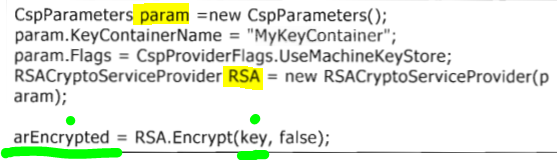 CspParameters param =new CspParameters();
param.KeyContainerName = "MyKeyContainer";
param.Flags = CspProviderFlags.UseMachineKeyStore;
RSACryptoServiceProvider RSA = new RSACryptoServiceProvider(p
aram);
arEncrypted = RSA.Encrypt(key, false);